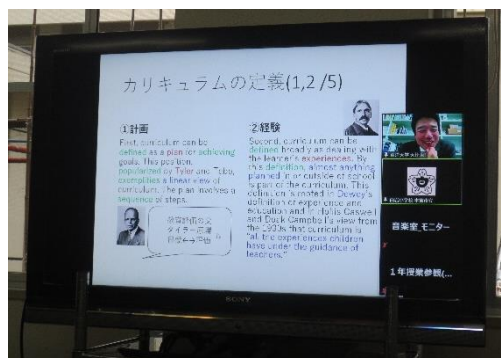 カリキュラムの定義(1,2 /5)
①計画
First, curriculum can be
defined as a plan for achieving
goals. This position,
popularized by Tyler and Taba,
exemplifies a linear view of
curriculum. The plan involves a
sequence of steps.
②経験
Second, curriculum can be
defined broadly as dealing with
the learner's experiences. By
this definition, almost anything
planned in or outside of school
is part of the curriculum. This
definition is rooted in Dewey's
definition of experience and
education and in Hollis Caswell
and Doak Campbell's view from
the 1930s that curriculum is
"all the experiences children
have under the guidance of
teachers."
音楽室_モニター
1年授業参観(...
SONY